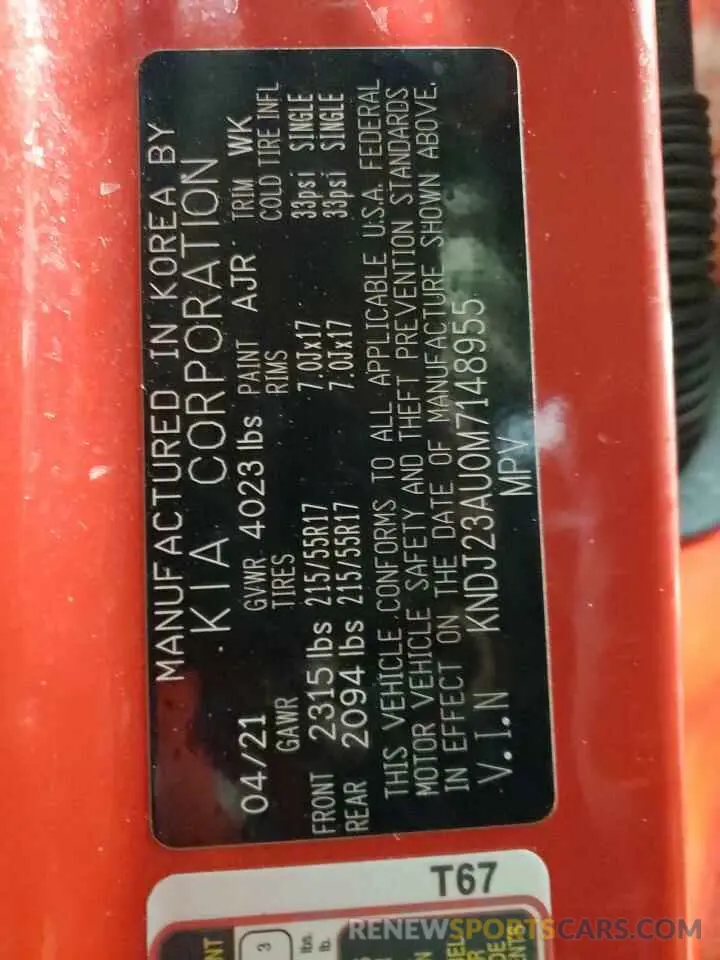 MANUFACTURED IN KOREA BY
KIA CORPORATION
04/21 GVWR 4023 lbs PAINT AJR TRIM WK
GAWR TIRES RIMS COLD TIRE INFL
FRONT 2315 lbs 215/55R17 7.0Jx17 33psi SINGLE
REAR 2094 lbs 215/55R17 7.0Jx17 33psi SINGLE
THIS VEHICLE CONFORMS TO ALL APPLICABLE U.S.A. FEDERAL
MOTOR VEHICLE SAFETY AND THEFT PREVENTION STANDARDS
IN EFFECT ON THE DATE OF MANUFACTURE SHOWN ABOVE.
V.I.N KNDJ23AU0M7148955
MPV
T67
3
lbs.
lb.
RENEWSPORTSCARS.COM